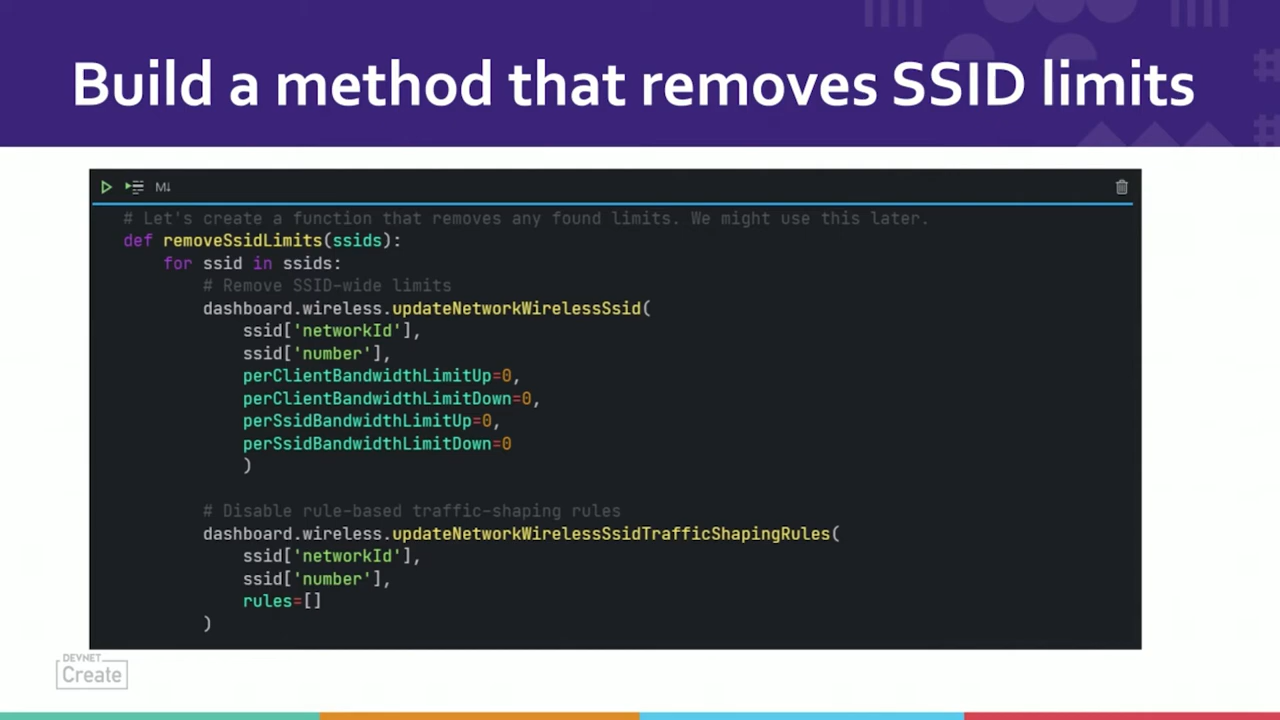 Build a method that removes SSID limits
M↓
# Let's create a function that removes any found limits. We might use this later.
def removeSsidLimits(ssids):
for ssid in ssids:
# Remove SSID-wide limits
dashboard.wireless.updateNetworkWirelessSsid(
ssid['networkId'],
ssid['number'],
perClientBandwidthLimitUp=0,
perClientBandwidthLimitDown=0,
perSsidBandwidthLimitUp=0,
perSsidBandwidthLimitDown=0
)
# Disable rule-based traffic-shaping rules
dashboard.wireless.updateNetworkWirelessSsidTrafficShapingRules(
ssid['networkId'],
ssid['number'],
rules=[]
)
DEVNET
Create